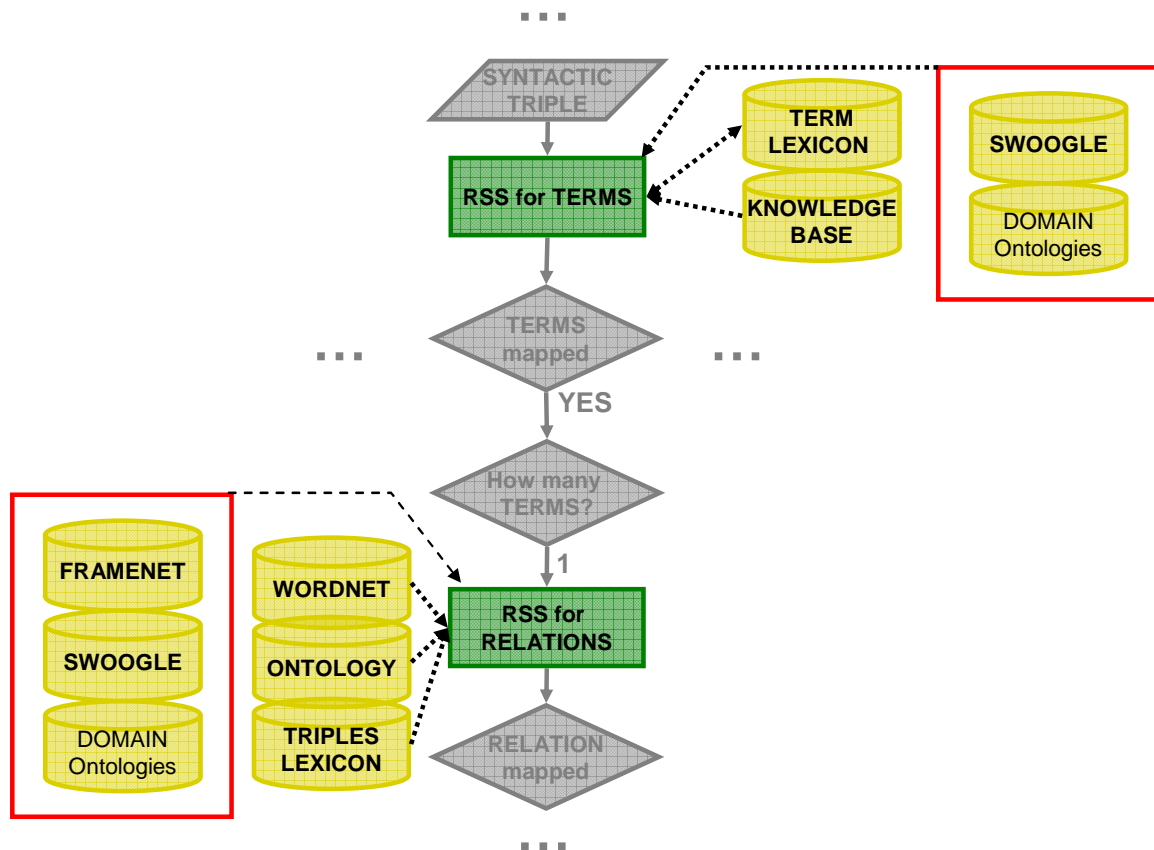 ...
SYNTACTIC
TRIPLE
TERM
LEXICON
SWOOGLE
RSS for TERMS
KNOWLEDGE
BASE
DOMAIN
Ontologies
TERMS
mapped
...
...
YES
How many
TERMS?
1
FRAMENET
WORDNET
RSS for
RELATIONS
SWOOGLE
ONTOLOGY
DOMAIN
Ontologies
TRIPLES
LEXICON
RELATION
mapped
...